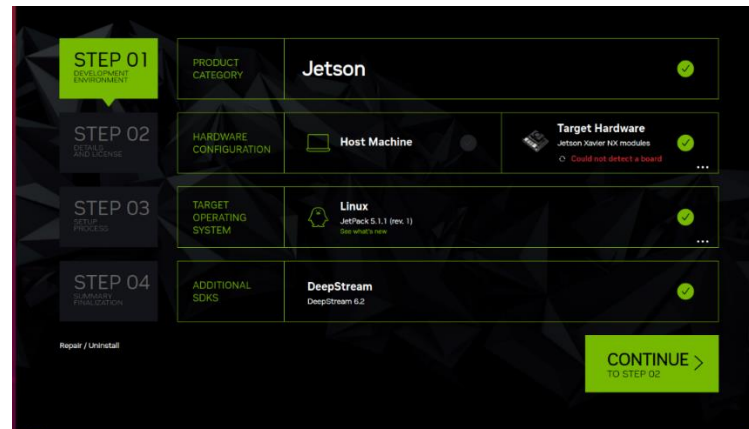 STEP 01
DEVELOPMENT
ENVIRONMENT
PRODUCT
CATEGORY
Jetson
STEP 02
DETAILS
AND LICENSE
HARDWARE
CONFIGURATION
Host Machine
Target Hardware
Jetson Xavier NX modules
Could not detect a board
...
STEP 03
SETUP
PROCESS
TARGET
OPERATING
SYSTEM
Linux
JetPack 5.1.1 (rev. 1)
See what's new
...
STEP 04
SUMMARY
FINALIZATION
ADDITIONAL
SDKS
DeepStream
DeepStream 6.2
Repair / Uninstall
CONTINUE >
TO STEP 02